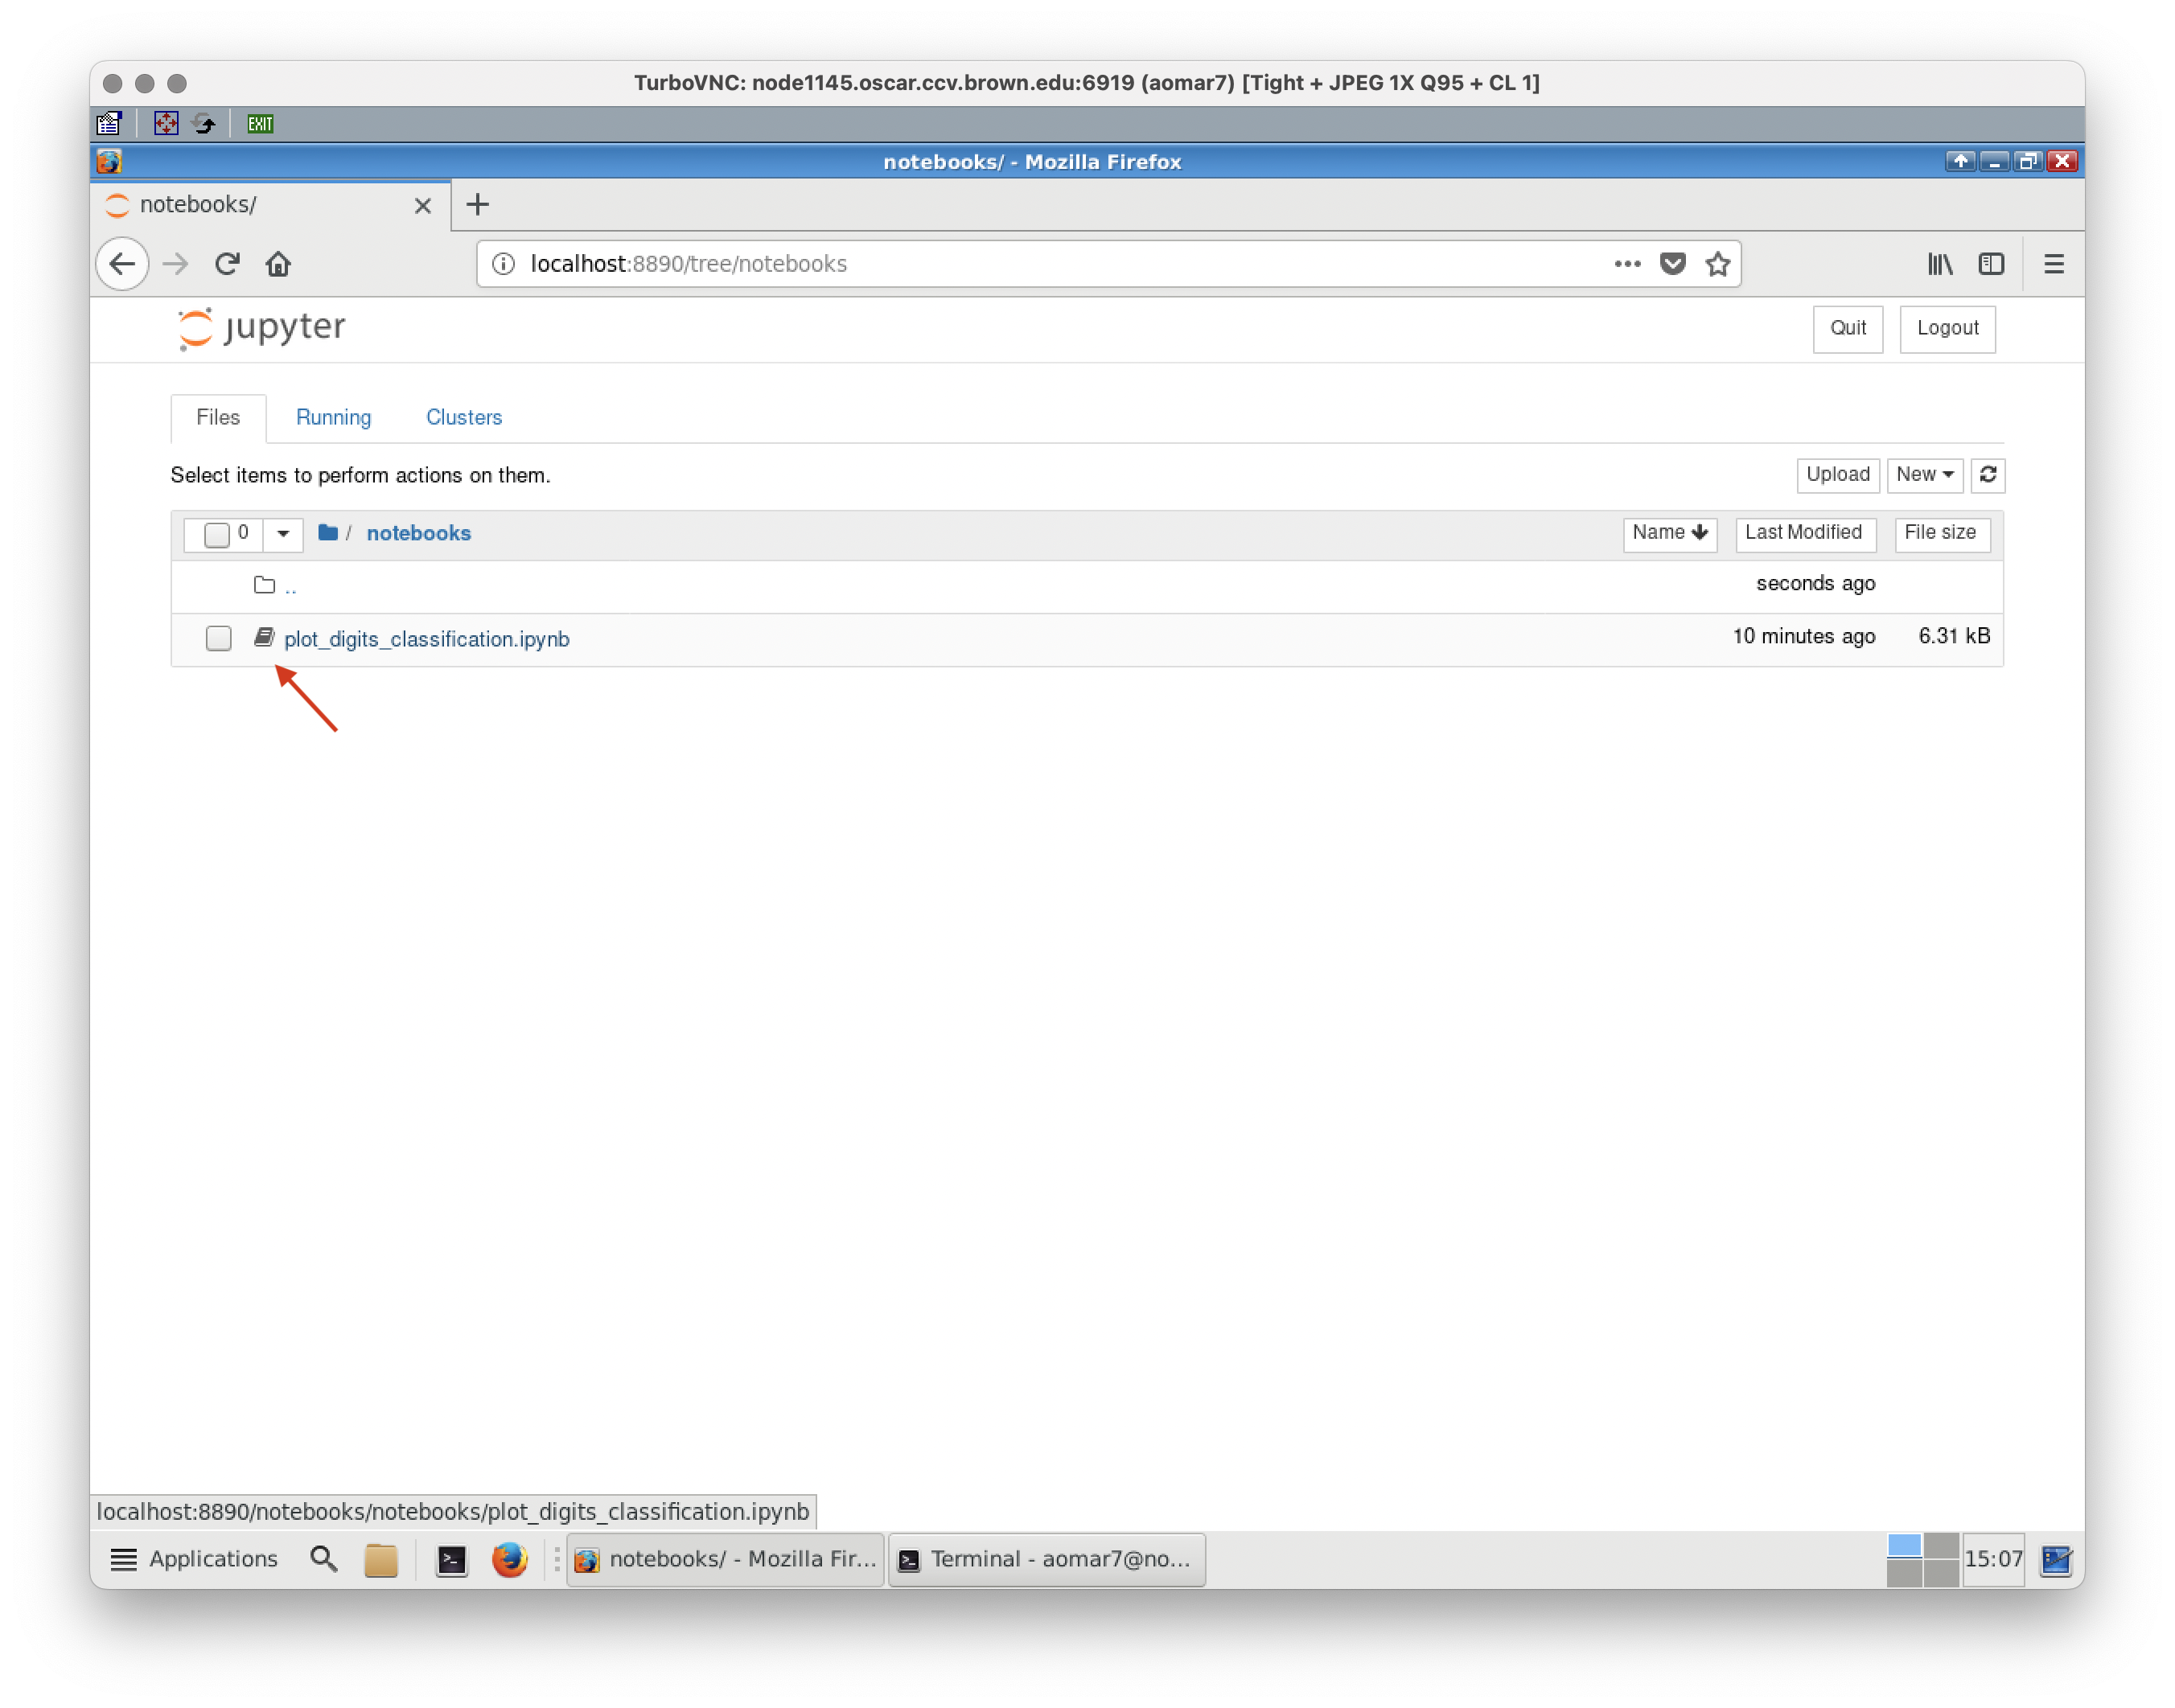 TurboVNC: node1145.oscar.ccv.brown.edu:6919 (aomar7) [Tight + JPEG 1X Q95 + CL 1]
EXIT
notebooks/ - Mozilla Firefox
notebooks/
localhost:8890/tree/notebooks
jupyter
Quit Logout
Files Running Clusters
Select items to perform actions on them. Upload New
0 / notebooks Name Last Modified File size
.. seconds ago
plot_digits_classification.ipynb 10 minutes ago 6.31 kB
localhost:8890/notebooks/notebooks/plot_digits_classification.ipynb
Applications notebooks/ - Mozilla Fir... Terminal - aomar7@no... 15:07